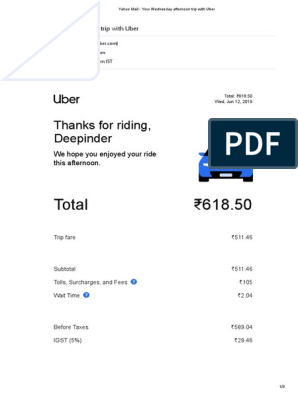 Yahoo Mail - Your Wednesday afternoon trip with Uber
trip with Uber
ber.com)
om IST
Uber
Total: ₹618.50
Wed, Jun 12, 2019
Thanks for riding,
Deepinder
We hope you enjoyed your ride
this afternoon.
PDF
Total ₹618.50
Trip fare ₹511.46
Subtotal ₹511.46
Tolls, Surcharges, and Fees ? ₹105
Wait Time ? ₹2.04
Before Taxes ₹589.04
IGST (5%) ₹29.46